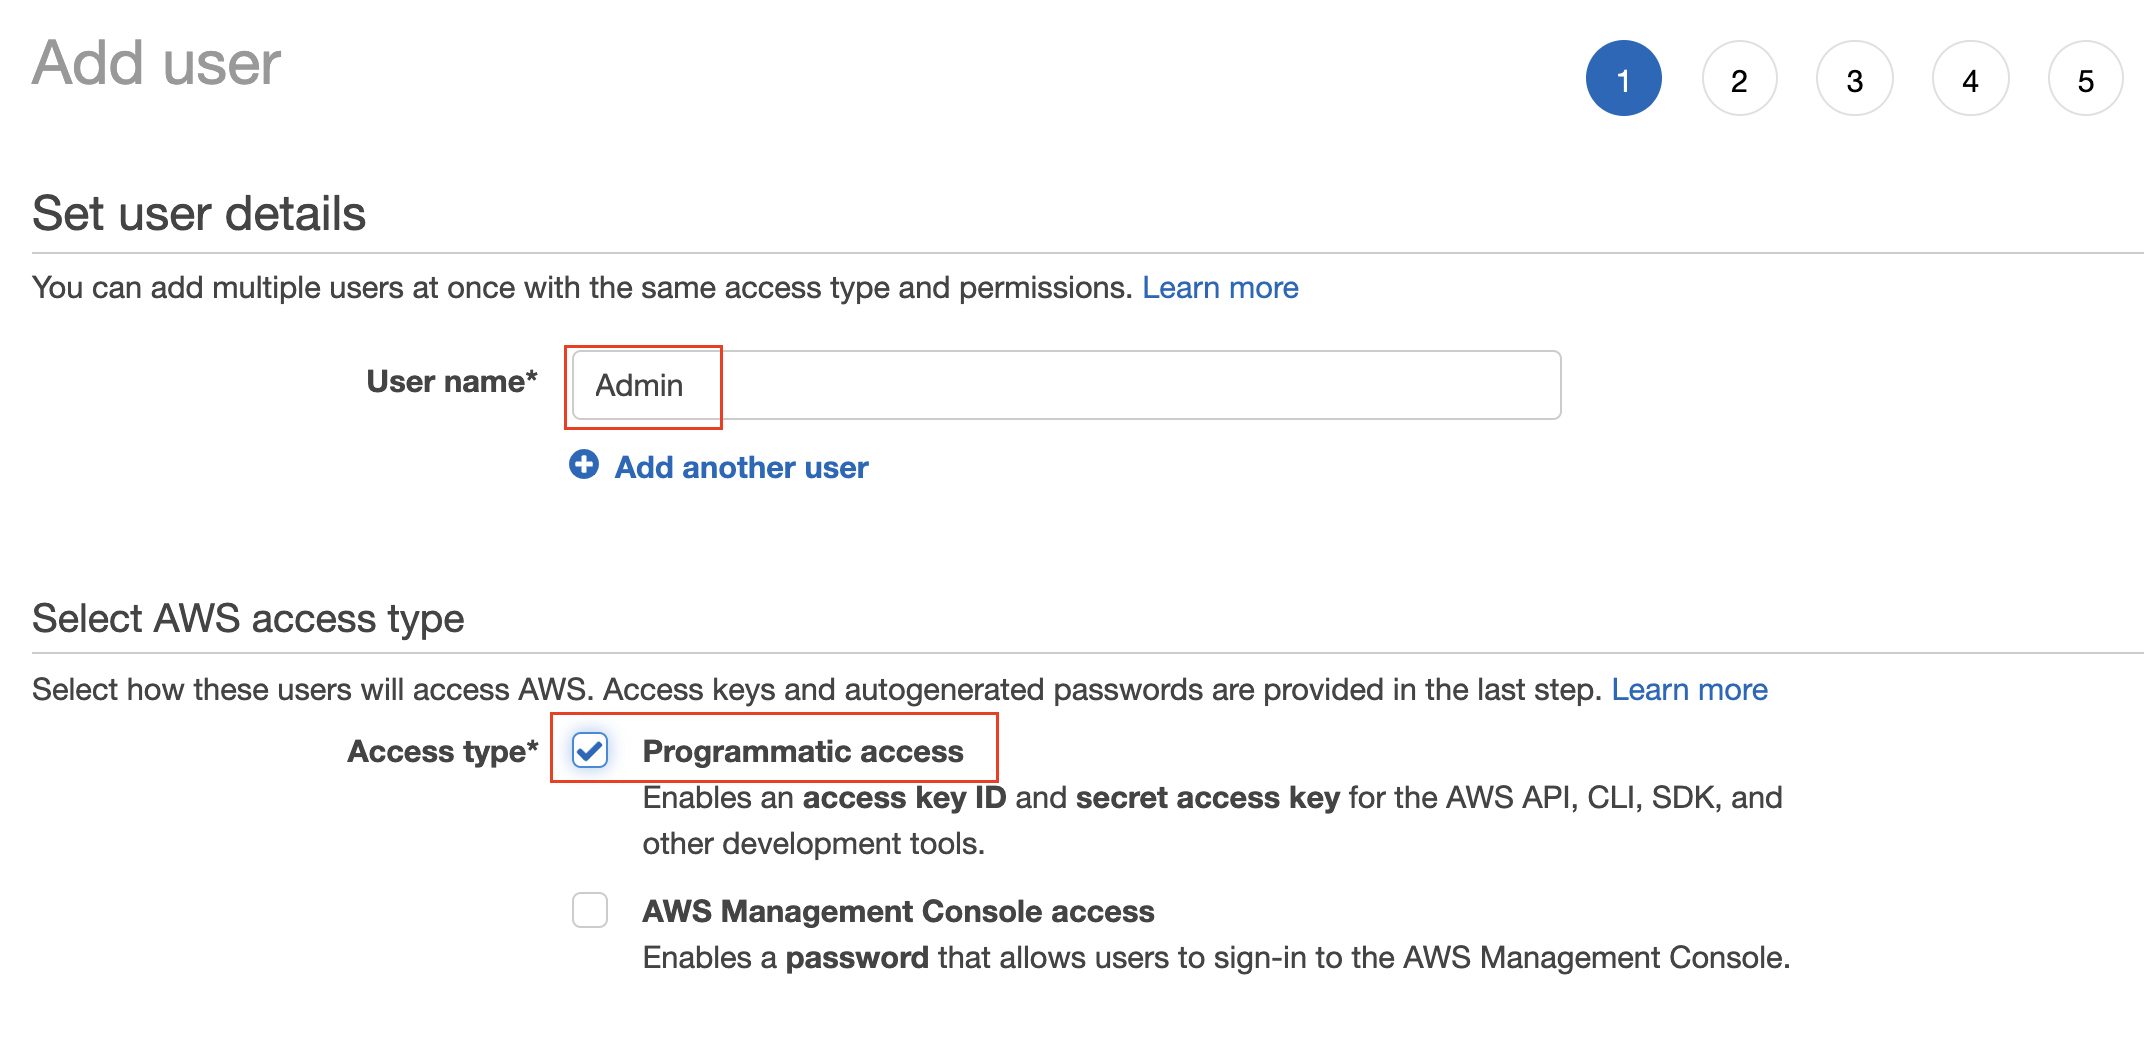 Add user
1 2 3 4 5
Set user details
You can add multiple users at once with the same access type and permissions. Learn more
User name* Admin
Add another user
Select AWS access type
Select how these users will access AWS. Access keys and autogenerated passwords are provided in the last step. Learn more
Access type* Programmatic access
Enables an access key ID and secret access key for the AWS API, CLI, SDK, and
other development tools.
AWS Management Console access
Enables a password that allows users to sign-in to the AWS Management Console.